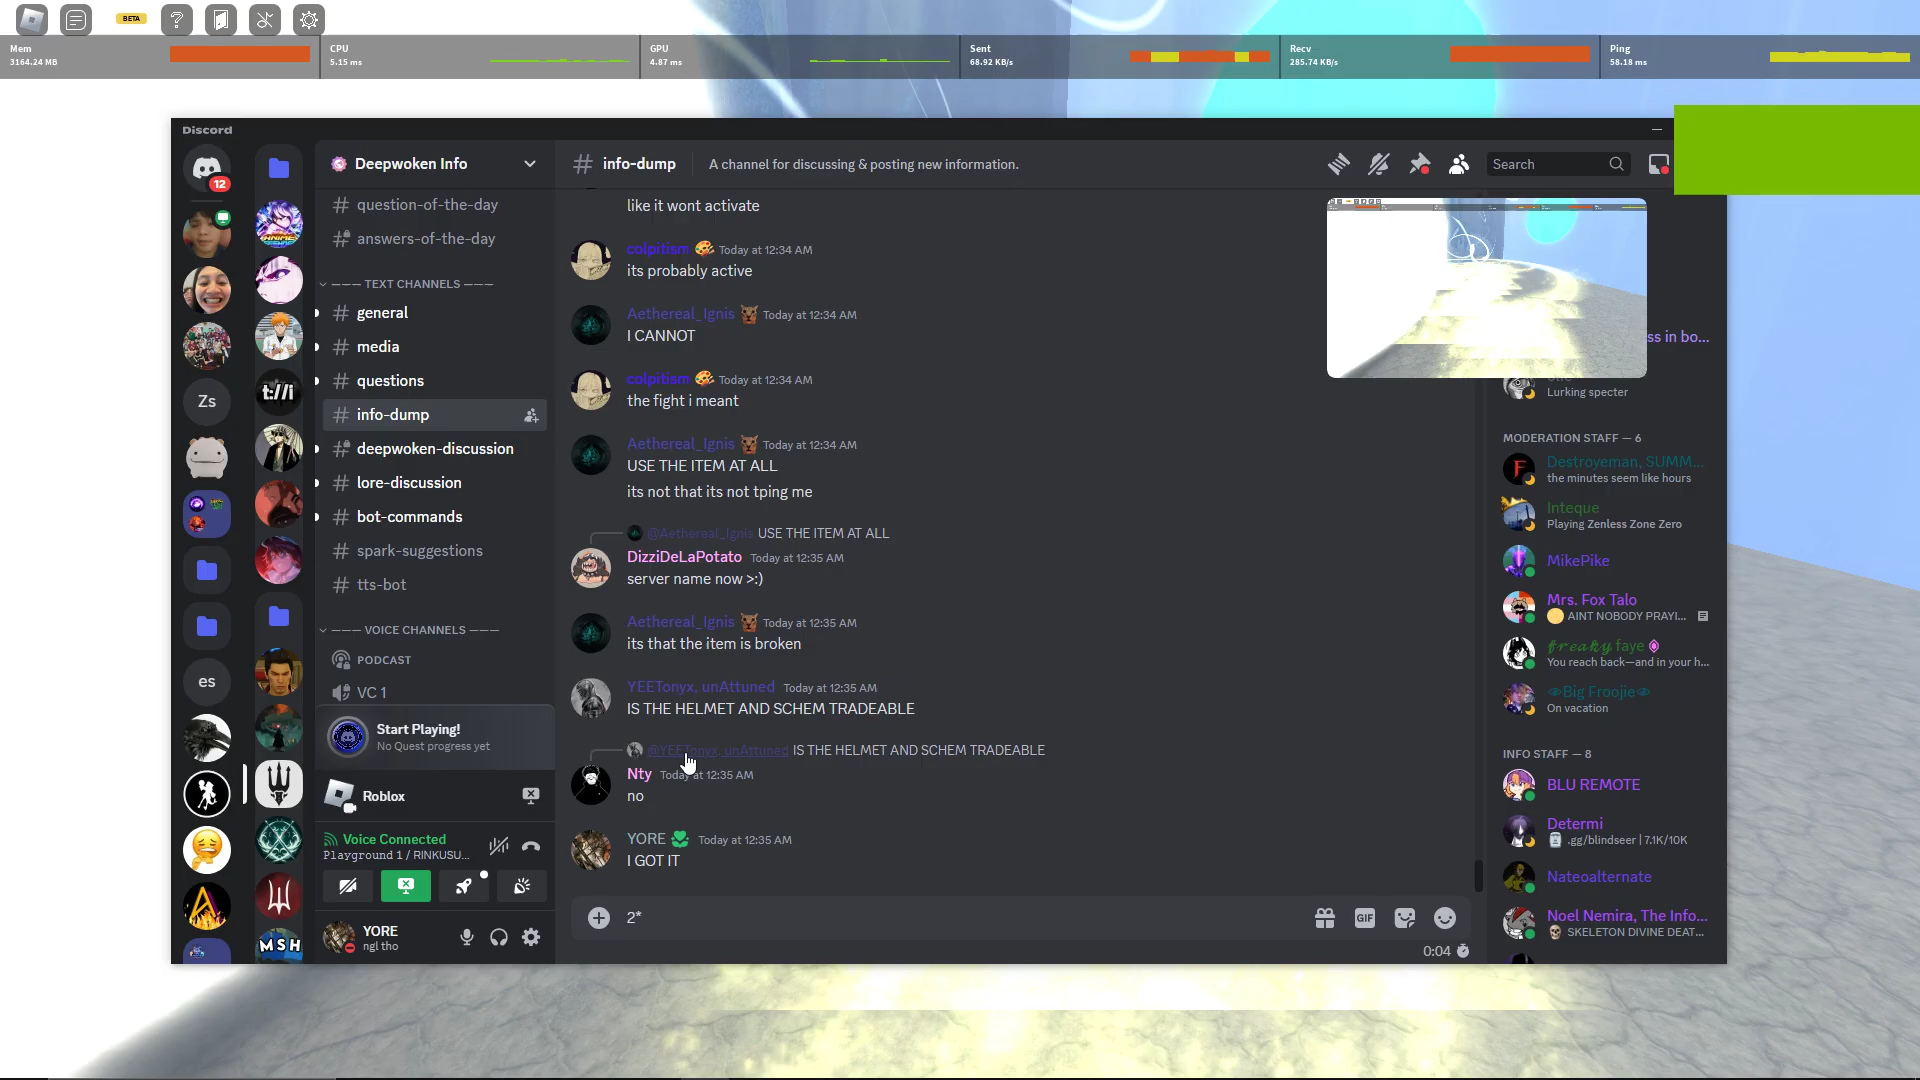 BETA
Mem
3164.24 MB
CPU
5.15 ms
GPU
4.87 ms
Sent
68.92 KB/s
Recv
285.74 KB/s
Ping
58.18 ms
Discord
12
Zs
t://i
es
MSH
Deepwoken Info
question-of-the-day
answers-of-the-day
——— TEXT CHANNELS ———
general
media
questions
info-dump
deepwoken-discussion
lore-discussion
bot-commands
spark-suggestions
tts-bot
——— VOICE CHANNELS ———
PODCAST
VC 1
Start Playing!
No Quest progress yet
Roblox
Voice Connected
Playground 1 / RINKUSU...
YORE
ngl tho
info-dump
A channel for discussing & posting new information.
Search
like it wont activate
colpitism Today at 12:34 AM
its probably active
Aethereal_Ignis Today at 12:34 AM
I CANNOT
colpitism Today at 12:34 AM
the fight i meant
Aethereal_Ignis Today at 12:34 AM
USE THE ITEM AT ALL
its not that its not tping me
@Aethereal_Ignis USE THE ITEM AT ALL
DizziDeLaPotato Today at 12:35 AM
server name now >:)
Aethereal_Ignis Today at 12:35 AM
its that the item is broken
YEETonyx, unAttuned Today at 12:35 AM
IS THE HELMET AND SCHEM TRADEABLE
@YEETonyx, unAttuned IS THE HELMET AND SCHEM TRADEABLE
Nty Today at 12:35 AM
no
YORE Today at 12:35 AM
I GOT IT
2*
GIF
0:04
ss in bo...
Lurking specter
MODERATION STAFF — 6
Destroyeman, SUMM...
the minutes seem like hours
Inteque
Playing Zenless Zone Zero
MikePike
Mrs. Fox Talo
AINT NOBODY PRAYI...
𝓯𝓻𝓮𝓪𝓴𝔂 faye
You reach back—and in your h...
Big Froojie
On vacation
INFO STAFF — 8
BLU REMOTE
Determi
.gg/blindseer | 7.1K/10K
Nateoalternate
Noel Nemira, The Info...
SKELETON DIVINE DEAT...